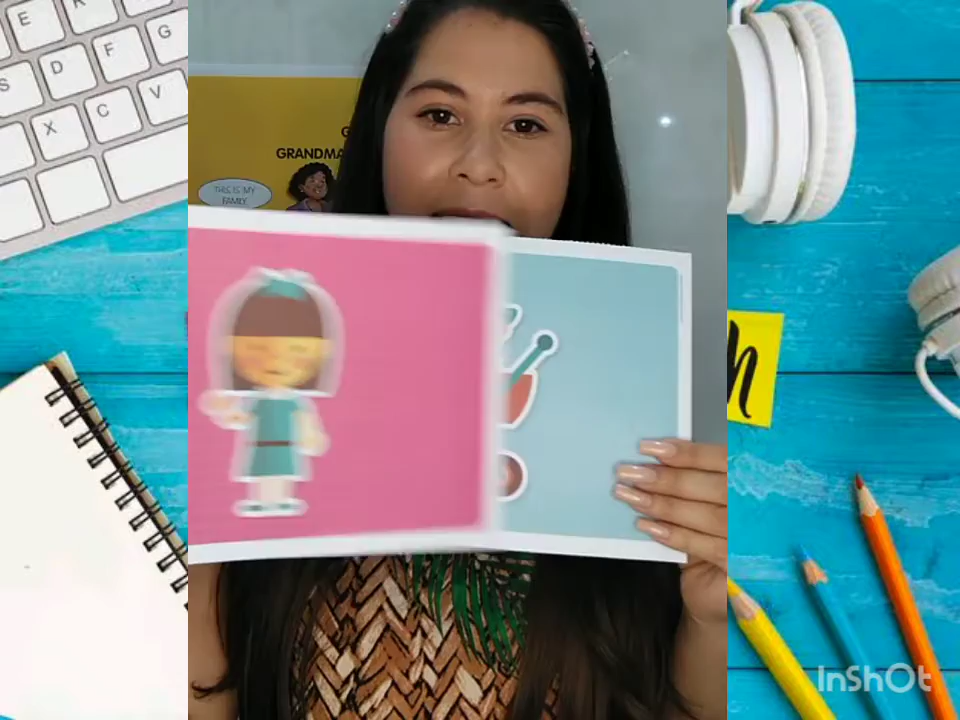 E R
S D F G
X C V
G
GRANDMA
THIS IS MY
FAMILY
h
InShOt